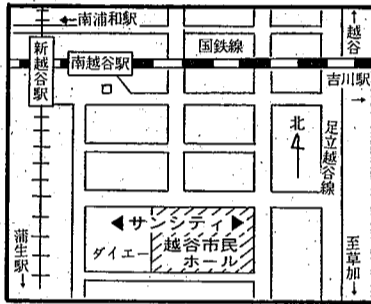 ←南浦和駅
新越谷駅
南越谷駅
国鉄線
↑越谷
吉川駅→
北
足立越谷線
◀サンシティ▶
ダイエー
越谷市民
ホール
蒲生駅↓
至草加↓